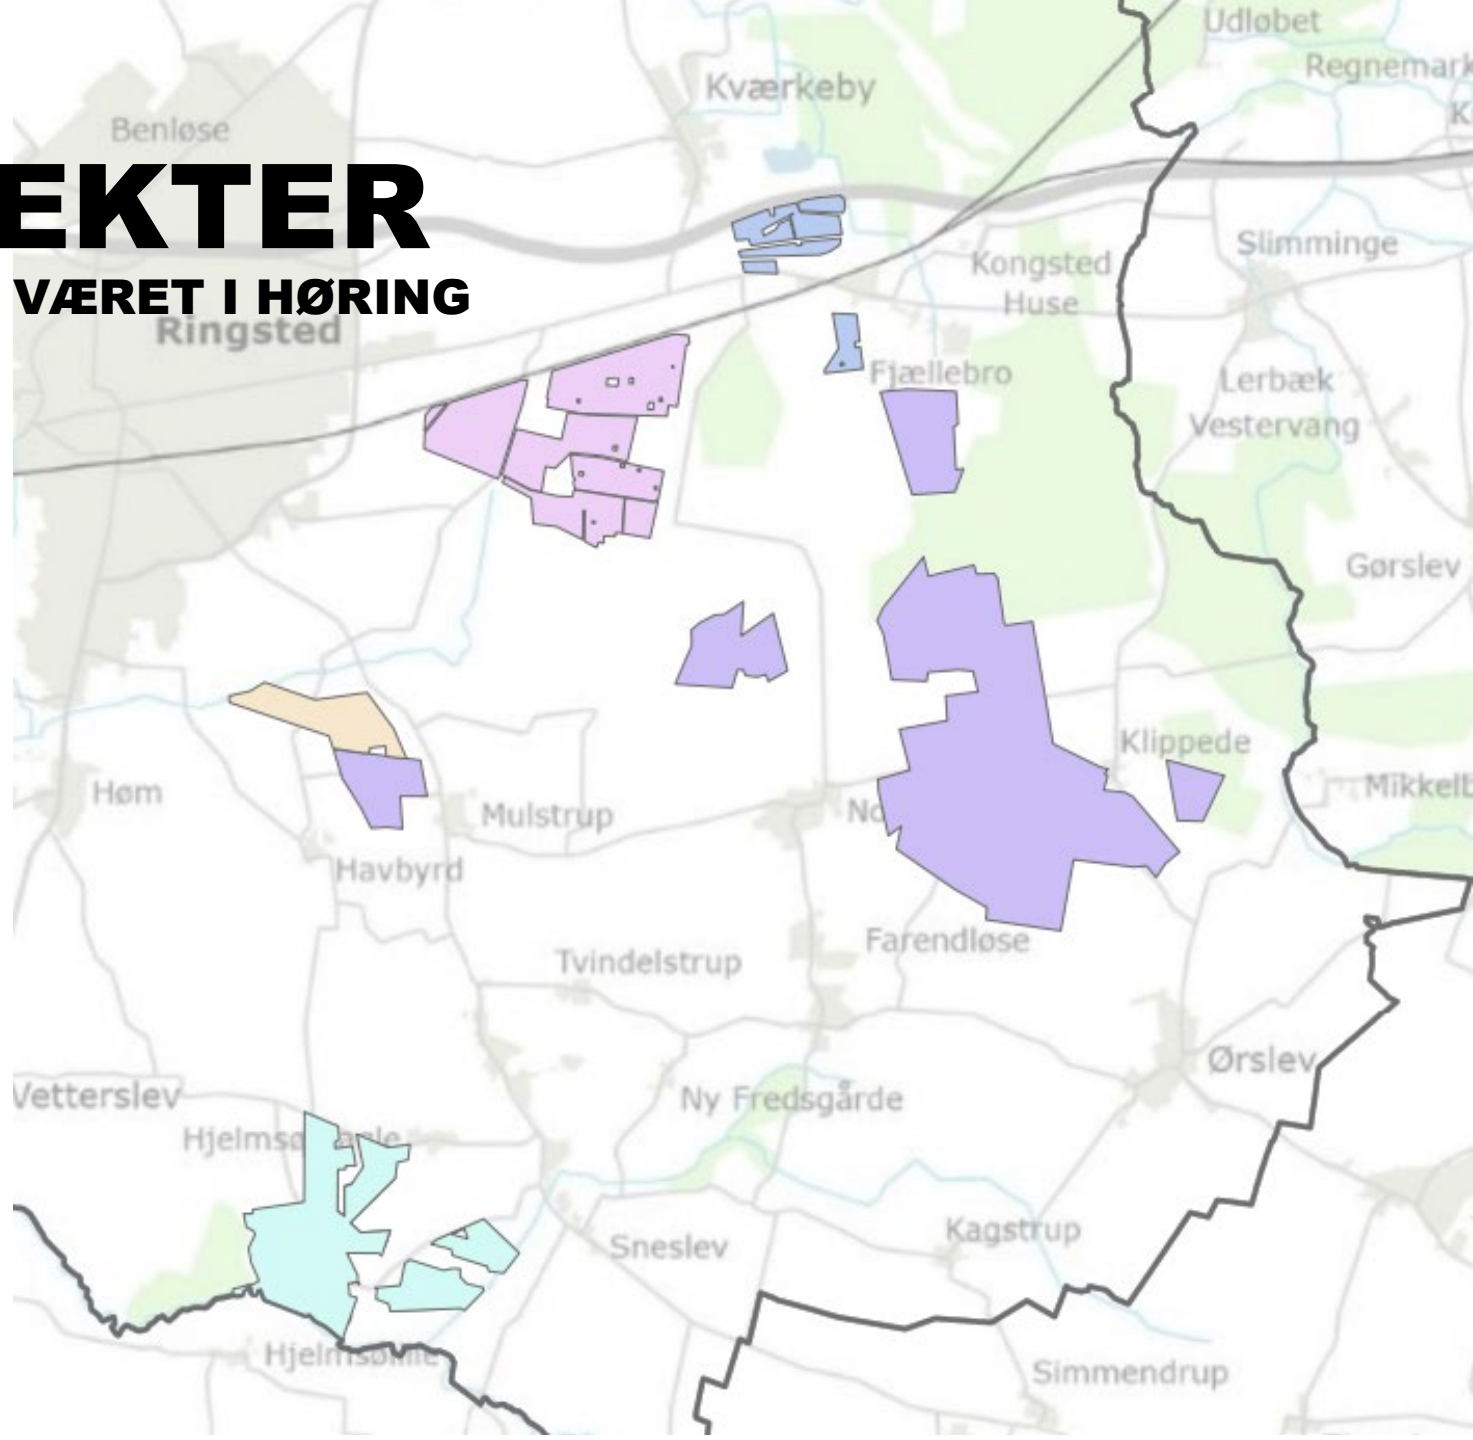 Udløbet
Regnemark
Kværkeby
Benløse
EKTER
VÆRET I HØRING
Ringsted
Slimminge
Kongsted
Huse
Fjællebro
Lerbæk
Vestervang
Gørslev
Klippede
Høm
Mulstrup
Havbyrd
Farendløse
Tvindelstrup
Ørslev
Vetterslev
Ny Fredsgårde
Sneslev
Kagstrup
Simmendrup